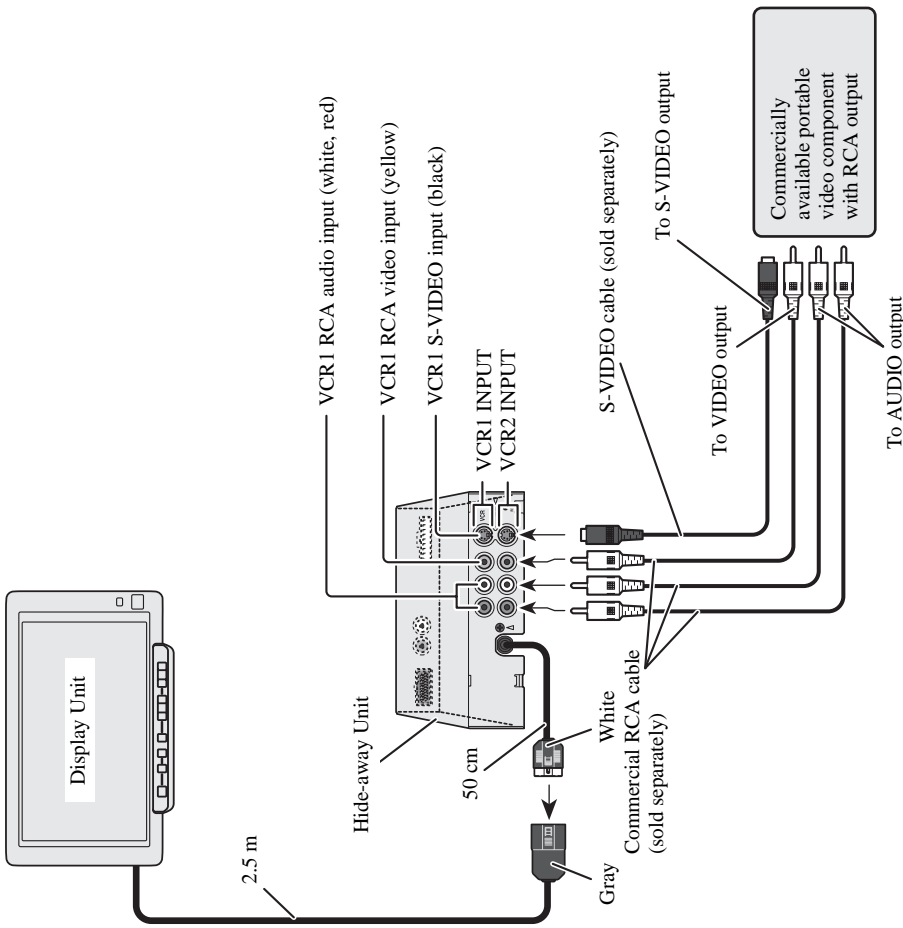 Display Unit
2.5 m
Hide-away Unit
50 cm
White
Gray
Commercial RCA cable
(sold separately)
VCR1 RCA audio input (white, red)
VCR1 RCA video input (yellow)
VCR1 S-VIDEO input (black)
VCR1 INPUT
VCR2 INPUT
VCR
S-VIDEO cable (sold separately)
To S-VIDEO output
To VIDEO output
To AUDIO output
Commercially
available portable
video component
with RCA output